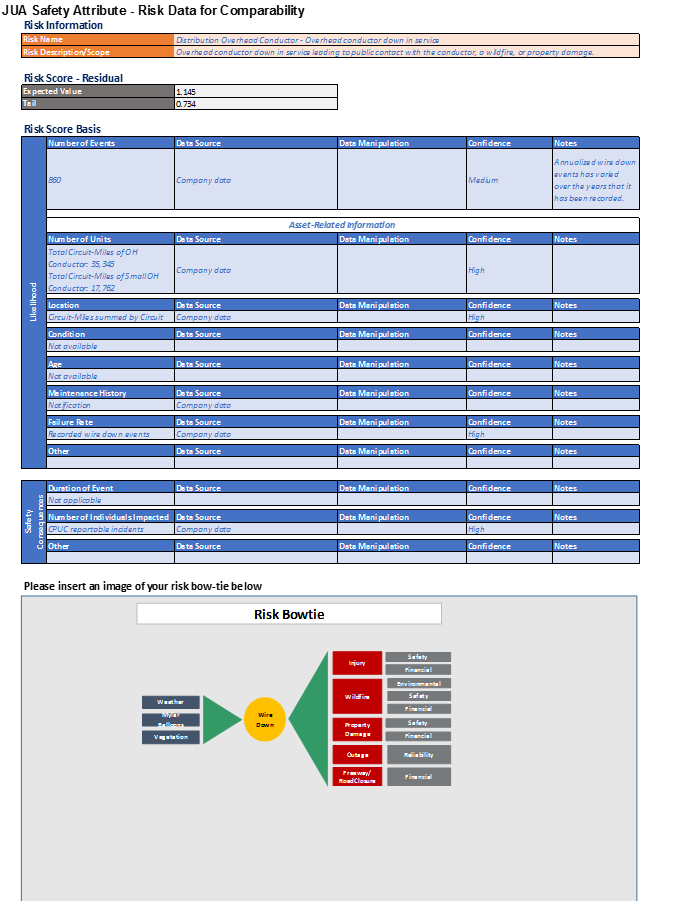 JUA Safety Attribute - Risk Data for Comparability
Risk Information
Risk Name Distribution Overhead Conductor - Overhead conductor down in service
Risk Description/Scope Overhead conductor down in service leading to public contact with the conductor, a wildfire, or property damage.
Risk Score - Residual
Expected Value 1.145
Tail 0.734
Risk Score Basis
Likelihood
Number of Events Data Source Data Manipulation Confidence Notes
860 Company data Medium
Annualized wire down
events has varied
over the years that it
has been recorded.
Asset-Related Information
Number of Units Data Source Data Manipulation Confidence Notes
Total Circuit-Miles of OH
Conductor: 35,345
Total Circuit-Miles of Small OH
Conductor: 17,762
Company data High
Location Data Source Data Manipulation Confidence Notes
Circuit-Miles summed by Circuit Company data High
Condition Data Source Data Manipulation Confidence Notes
Not available
Age Data Source Data Manipulation Confidence Notes
Not available
Maintenance History Data Source Data Manipulation Confidence Notes
Notification Company data
Failure Rate Data Source Data Manipulation Confidence Notes
Recorded wire down events Company data High
Other Data Source Data Manipulation Confidence Notes
Safety
Consequences
Duration of Event Data Source Data Manipulation Confidence Notes
Not applicable
Number of Individuals Impacted Data Source Data Manipulation Confidence Notes
CPUC reportable incidents Company data High
Other Data Source Data Manipulation Confidence Notes
Please insert an image of your risk bow-tie below
Risk Bowtie
Weather
Mylar
Balloons
Vegetation
Wire
Down
Injury
Safety
Financial
Wildfire
Environmental
Safety
Financial
Property
Damage
Safety
Financial
Outage
Reliability
Freeway/
Road Closure
Financial